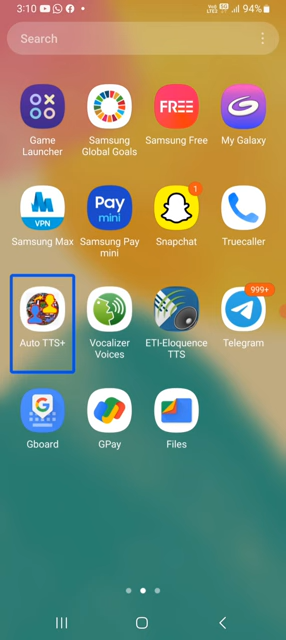 3:10
94%
Search
FREE
Game
Launcher
Samsung
Global Goals
Samsung Free
My Galaxy
VPN
Pay
mini
1
Samsung Max
Samsung Pay
mini
Snapchat
Truecaller
999+
Auto TTS+
Vocalizer
Voices
ETI-Eloquence
TTS
Telegram
G
Gboard
GPay
Files